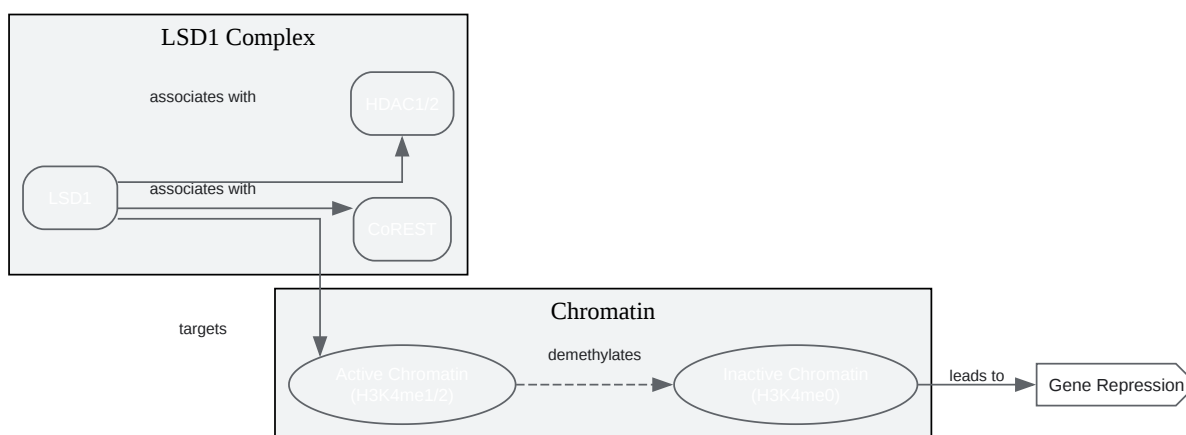 LSD1 Complex
associates with
HDAC1/2
LSD1
associates with
CoREST
targets
Chromatin
demethylates
Active Chromatin
(H3K4me1/2)
Inactive Chromatin
(H3K4me0)
leads to
Gene Repression